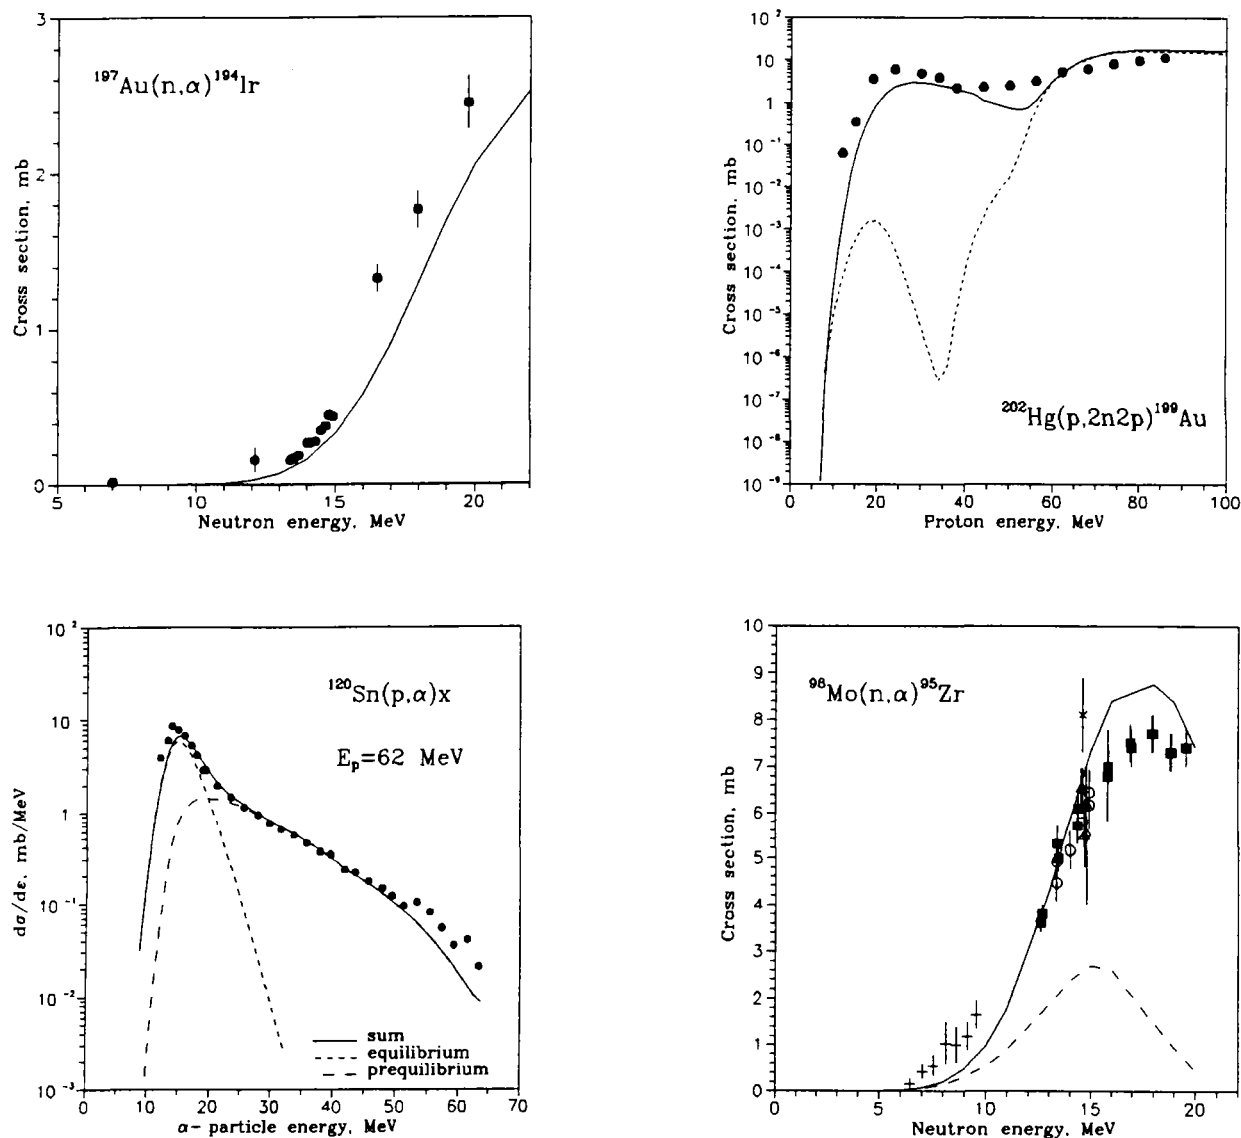 3
2
1
0
Cross section, mb
¹⁹⁷Au(n,α)¹⁹⁴Ir
5 10 15 20
Neutron energy, MeV
10²
10
1
10⁻¹
10⁻²
10⁻³
10⁻⁴
10⁻⁵
10⁻⁶
10⁻⁷
10⁻⁸
10⁻⁹
Cross section, mb
²⁰²Hg(p,2n2p)¹⁹⁹Au
0 20 40 60 80 100
Proton energy, MeV
10²
10
1
10⁻¹
10⁻²
10⁻³
dσ/dε, mb/MeV
¹²⁰Sn(p,α)x
Eₚ=62 MeV
sum
equilibrium
prequilibrium
0 10 20 30 40 50 60 70
α- particle energy, MeV
10
9
8
7
6
5
4
3
2
1
0
Cross section, mb
⁹⁸Mo(n,α)⁹⁵Zr
0 5 10 15 20
Neutron energy, MeV